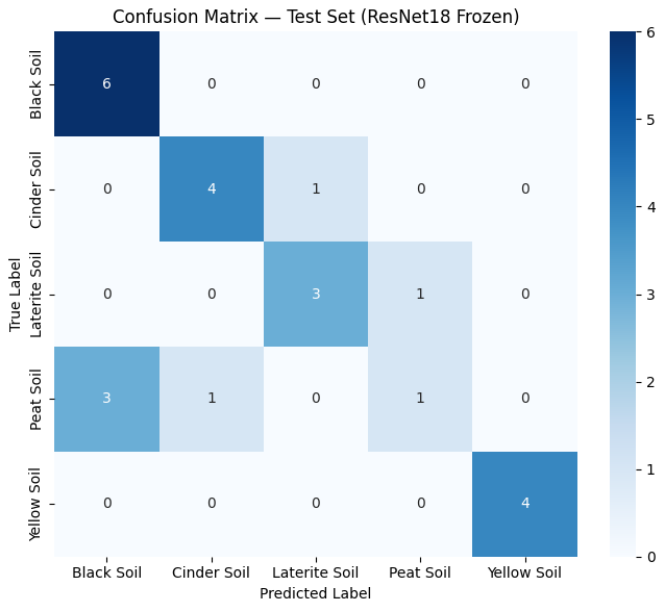 Confusion Matrix — Test Set (ResNet18 Frozen)
True Label
Black Soil
6 0 0 0 0
Cinder Soil
0 4 1 0 0
Laterite Soil
0 0 3 1 0
Peat Soil
3 1 0 1 0
Yellow Soil
0 0 0 0 4
Black Soil Cinder Soil Laterite Soil Peat Soil Yellow Soil
Predicted Label
6
5
4
3
2
1
0